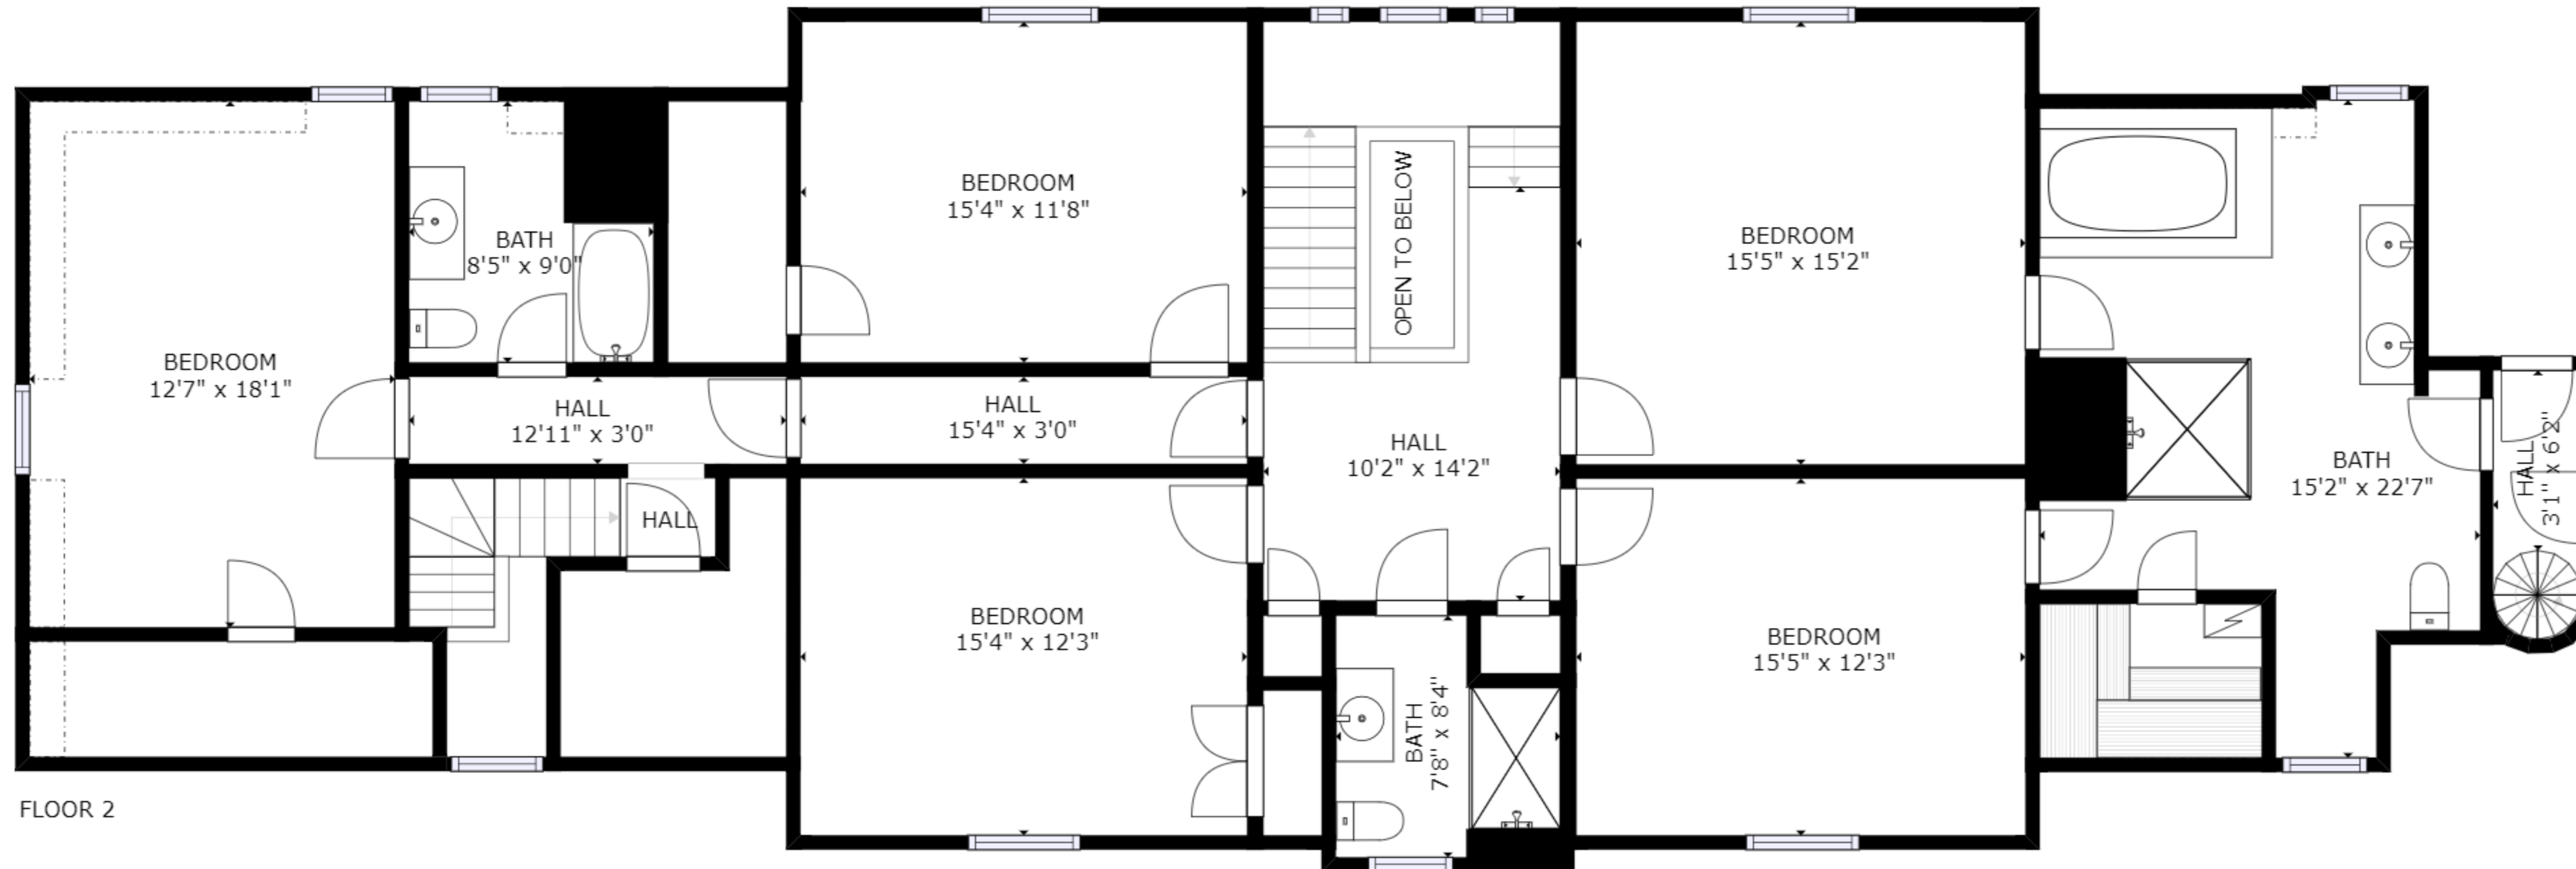 BEDROOM
12'7" x 18'1"
BATH
8'5" x 9'0"
HALL
12'11" x 3'0"
HALL
BEDROOM
15'4" x 11'8"
HALL
15'4" x 3'0"
BEDROOM
15'4" x 12'3"
OPEN TO BELOW
HALL
10'2" x 14'2"
BATH
7'8" x 8'4"
BEDROOM
15'5" x 15'2"
BEDROOM
15'5" x 12'3"
BATH
15'2" x 22'7"
HALL
3'1" x 6'2"
FLOOR 2